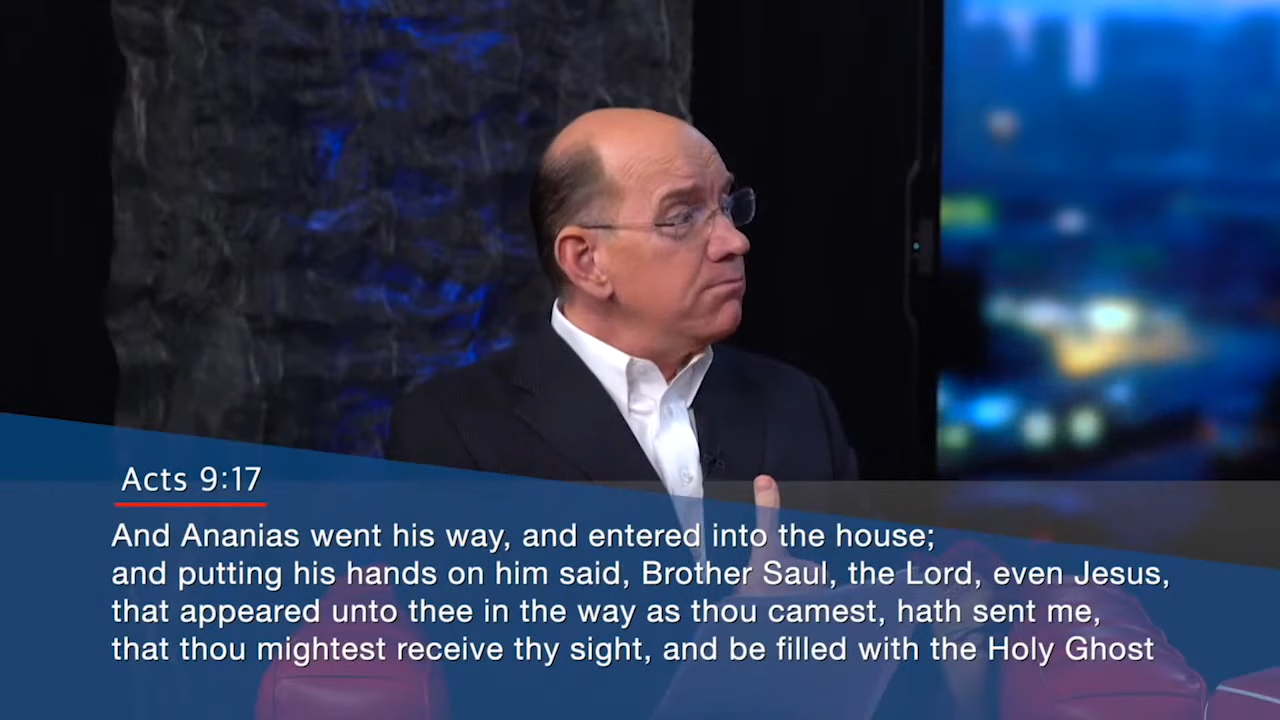 Acts 9:17
And Ananias went his way, and entered into the house;
and putting his hands on him said, Brother Saul, the Lord, even Jesus,
that appeared unto thee in the way as thou camest, hath sent me,
that thou mightest receive thy sight, and be filled with the Holy Ghost